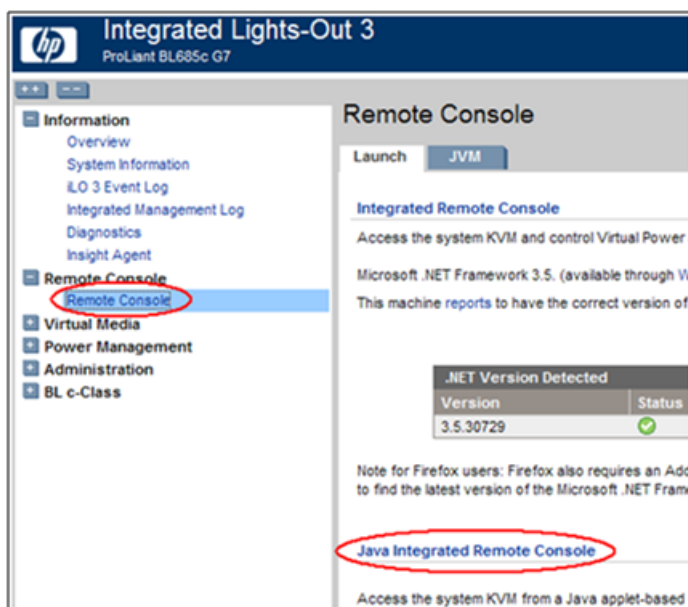 hp
Integrated Lights-Out 3
ProLiant BL685c G7
++ --
Information
Overview
System Information
iLO 3 Event Log
Integrated Management Log
Diagnostics
Insight Agent
Remote Console
Remote Console
Virtual Media
Power Management
Administration
BL c-Class
Remote Console
Launch JVM
Integrated Remote Console
Access the system KVM and control Virtual Power
Microsoft .NET Framework 3.5. (available through
This machine reports to have the correct version of
.NET Version Detected
Version Status
3.5.30729
Note for Firefox users: Firefox also requires an
to find the latest version of the Microsoft .NET
Java Integrated Remote Console
Access the system KVM from a Java applet-based